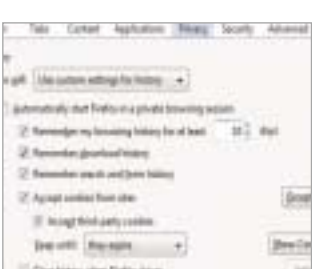 Tabs Content Applications Privacy Security Advanced
Use custom settings for history
Automatically start Firefox in a private browsing session
Remember my browsing history for at least days
Remember download history
Remember search and form history
Accept cookies from sites
Accept third-party cookies
Keep until: they expire